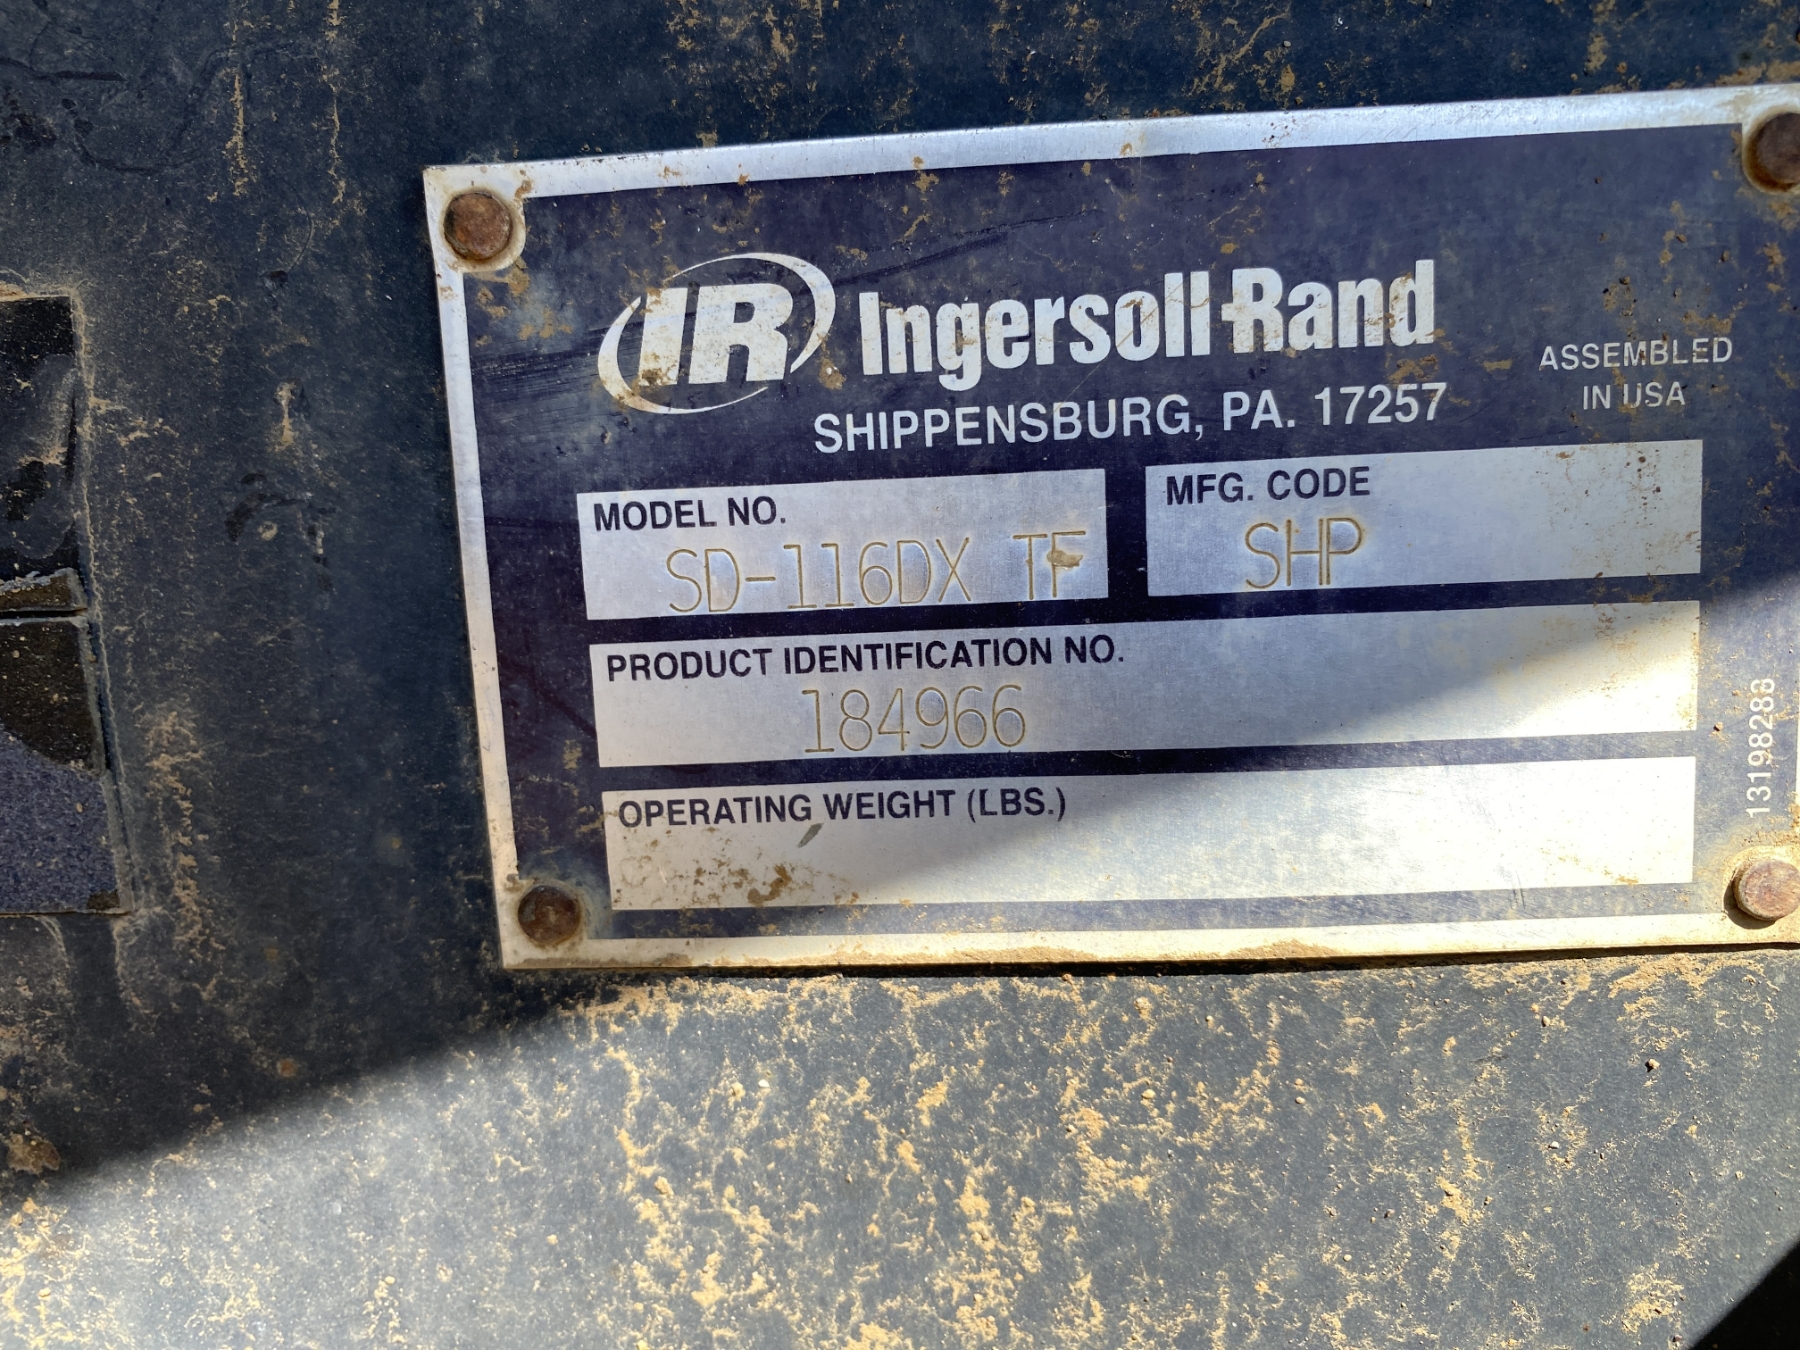 IR Ingersoll-Rand
SHIPPENSBURG, PA. 17257
ASSEMBLED
IN USA
MODEL NO.
SD-116DX TF
MFG. CODE
SHP
PRODUCT IDENTIFICATION NO.
184966
OPERATING WEIGHT (LBS.)
13198288